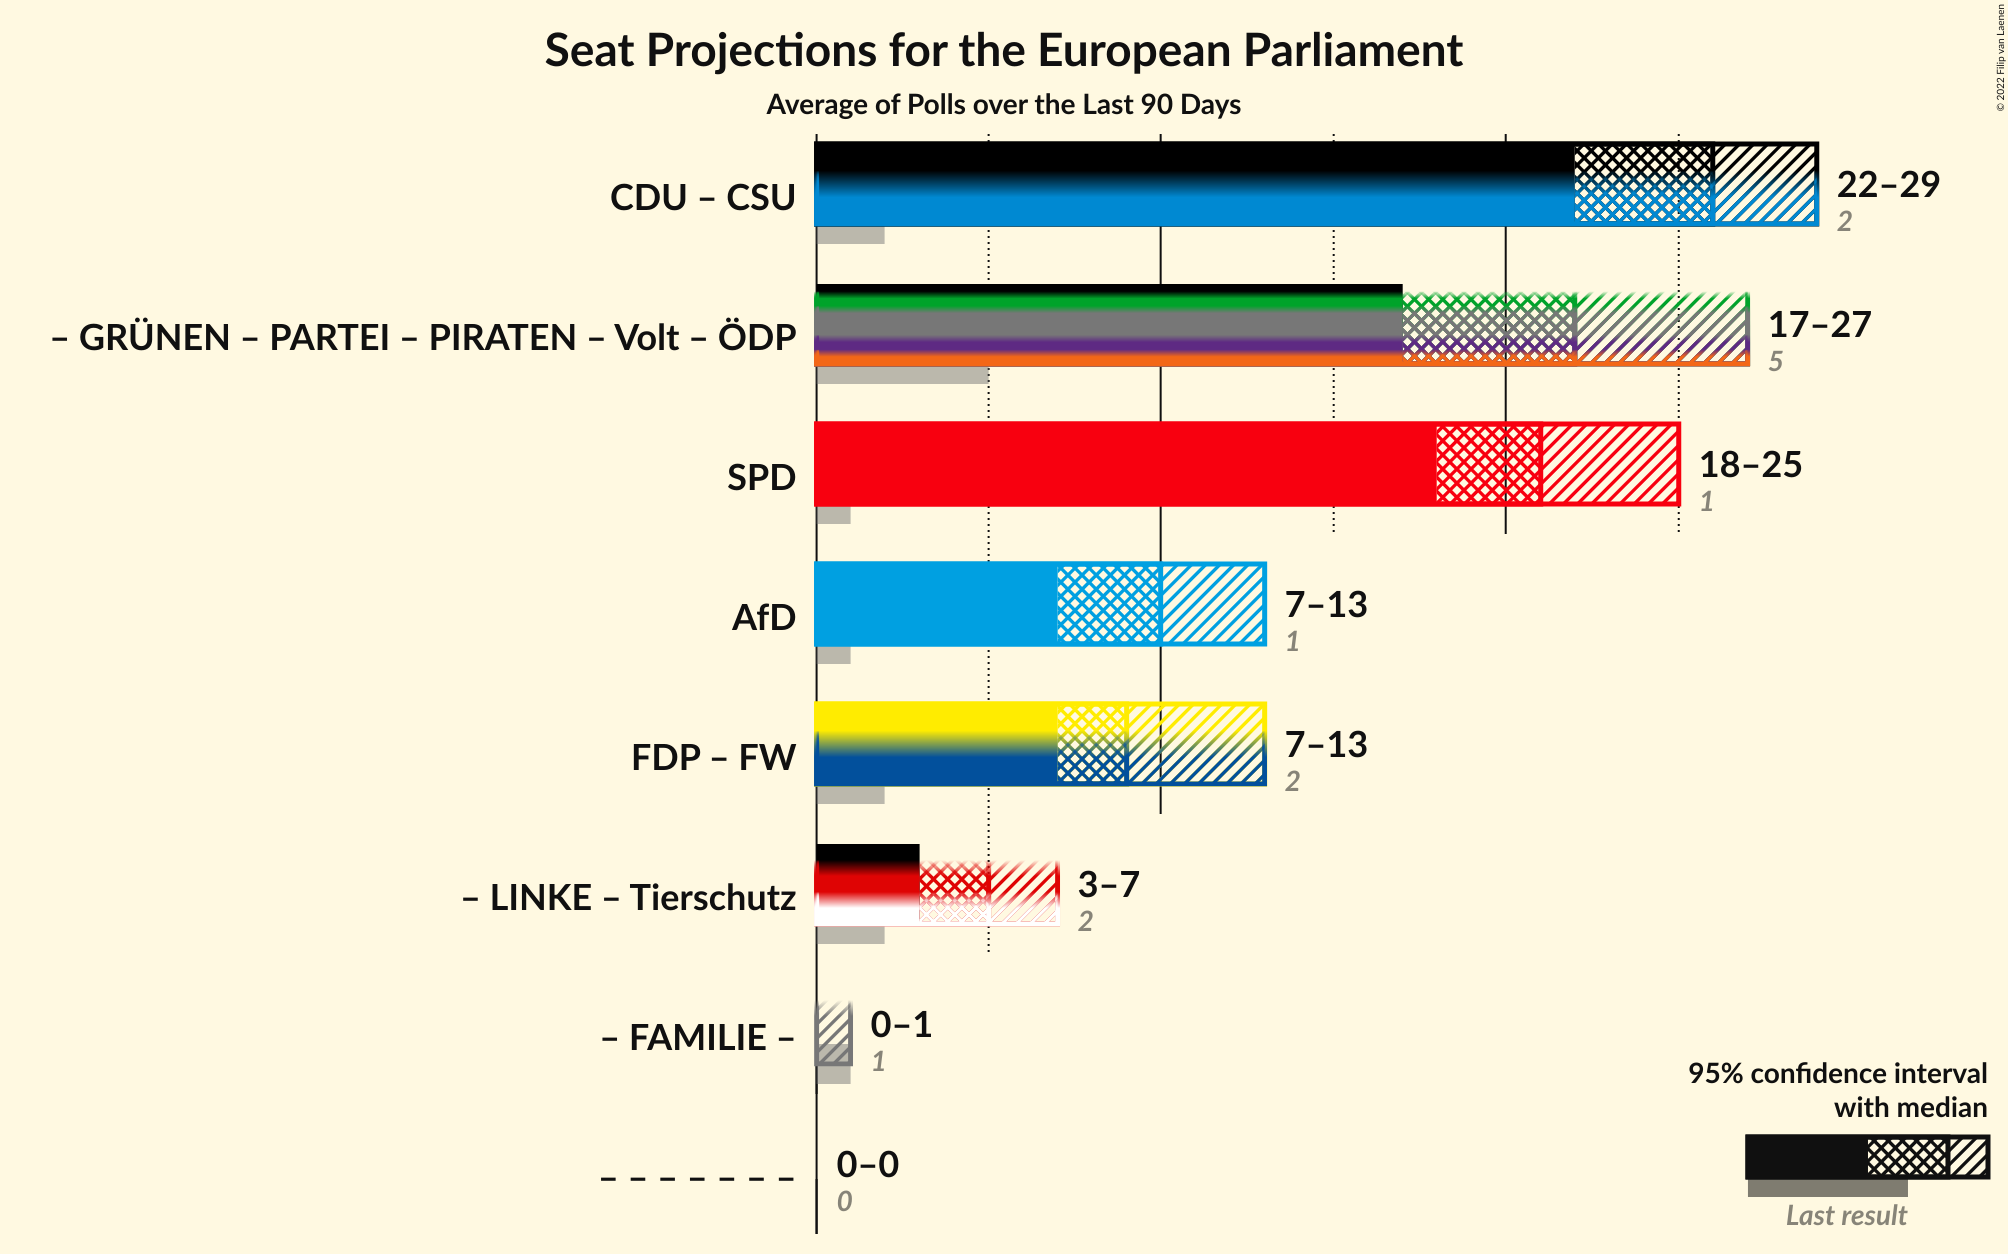 Seat Projections for the European Parliament
Average of Polls over the Last 90 Days
© 2022 Filip van Laenen
CDU – CSU
22–29
2
– GRÜNEN – PARTEI – PIRATEN – Volt – ÖDP
17–27
5
SPD
18–25
1
AfD
7–13
1
FDP – FW
7–13
2
– LINKE – Tierschutz
3–7
2
– FAMILIE –
0–1
1
– – – – – – –
0–0
0
95% confidence interval
with median
Last result